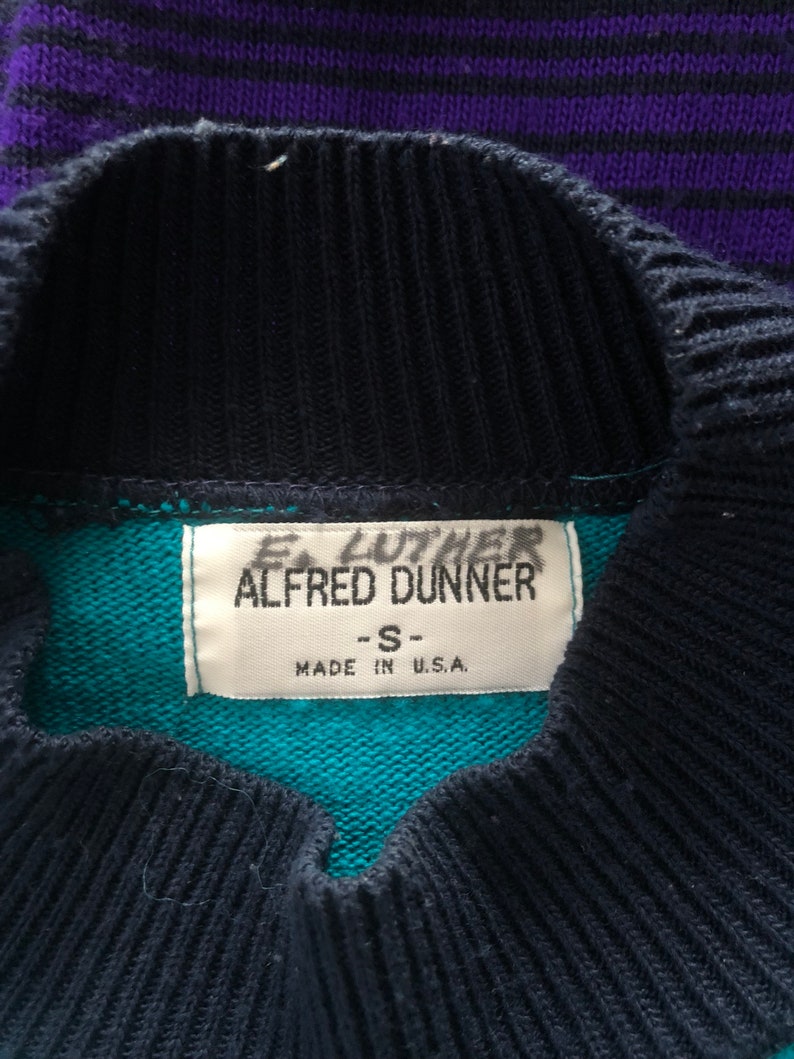 E. LUTHER
ALFRED DUNNER
-S-
MADE IN U.S.A.